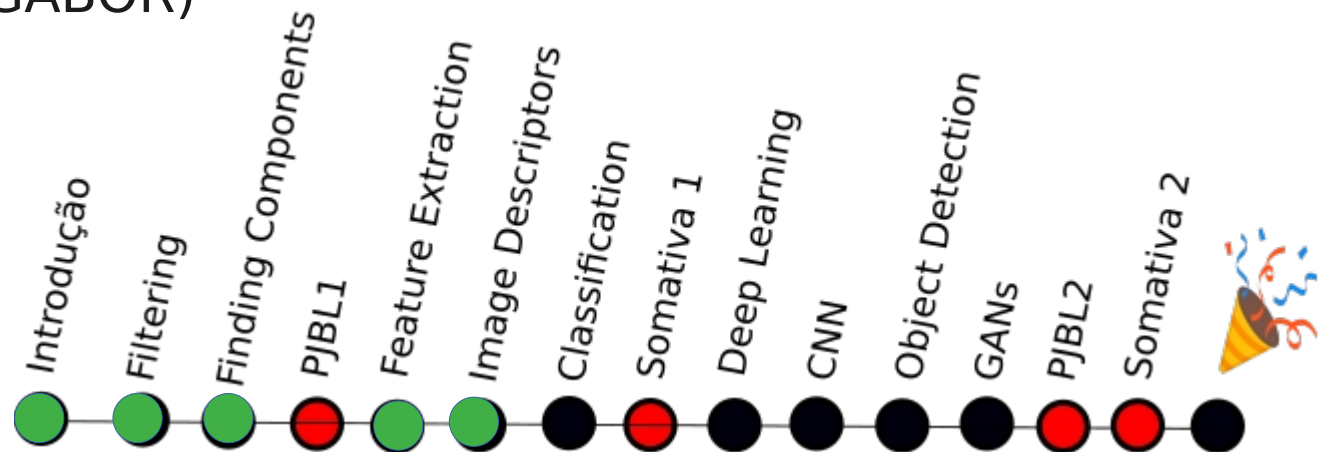 GABOR)
Introdução
Filtering
Finding Components
PJBL1
Feature Extraction
Image Descriptors
Classification
Somativa 1
Deep Learning
CNN
Object Detection
GANs
PJBL2
Somativa 2